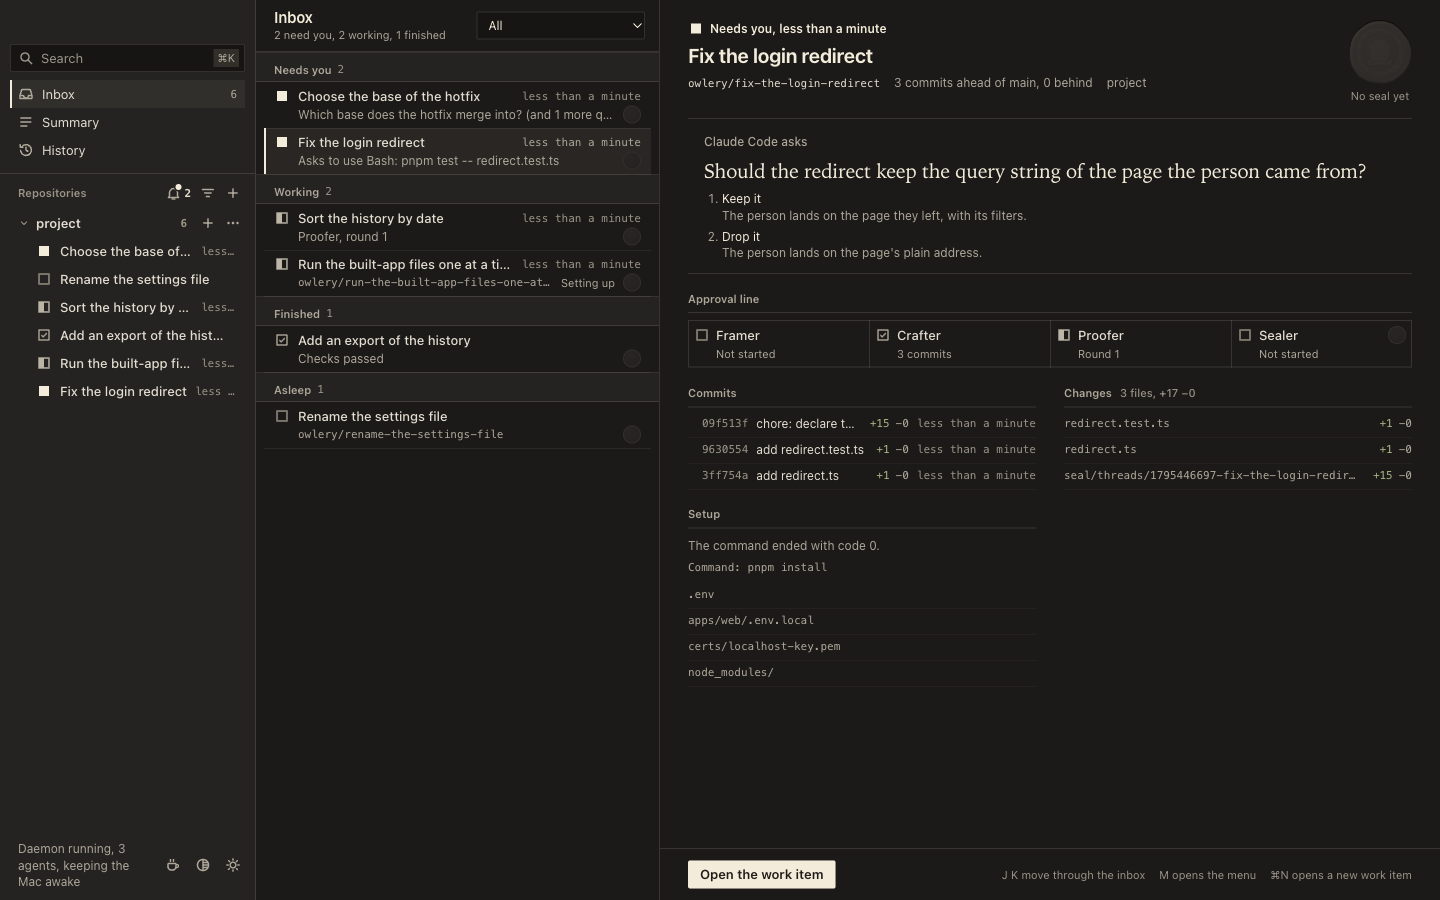 Search ⌘K
Inbox 6
Summary
History
Repositories 2
project 6
Choose the base of... less...
Rename the settings file
Sort the history by ... less...
Add an export of the hist...
Run the built-app fi... less...
Fix the login redirect less ...
Daemon running, 3
agents, keeping the
Mac awake
Inbox
2 need you, 2 working, 1 finished
All
Needs you 2
Choose the base of the hotfix less than a minute
Which base does the hotfix merge into? (and 1 more q...
Fix the login redirect less than a minute
Asks to use Bash: pnpm test -- redirect.test.ts
Working 2
Sort the history by date less than a minute
Proofer, round 1
Run the built-app files one at a ti... less than a minute
owlery/run-the-built-app-files-one-at... Setting up
Finished 1
Add an export of the history
Checks passed
Asleep 1
Rename the settings file
owlery/rename-the-settings-file
Needs you, less than a minute
Fix the login redirect
owlery/fix-the-login-redirect 3 commits ahead of main, 0 behind project
No seal yet
Claude Code asks
Should the redirect keep the query string of the page the person came from?
1. Keep it
The person lands on the page they left, with its filters.
2. Drop it
The person lands on the page's plain address.
Approval line
Framer
Not started
Crafter
3 commits
Proofer
Round 1
Sealer
Not started
Commits
09f513f chore: declare t... +15 −0 less than a minute
9630554 add redirect.test.ts +1 −0 less than a minute
3ff754a add redirect.ts +1 −0 less than a minute
Changes 3 files, +17 −0
redirect.test.ts +1 −0
redirect.ts +1 −0
seal/threads/1795446697-fix-the-login-redir... +15 −0
Setup
The command ended with code 0.
Command: pnpm install
.env
apps/web/.env.local
certs/localhost-key.pem
node_modules/
Open the work item
J K move through the inbox M opens the menu ⌘N opens a new work item